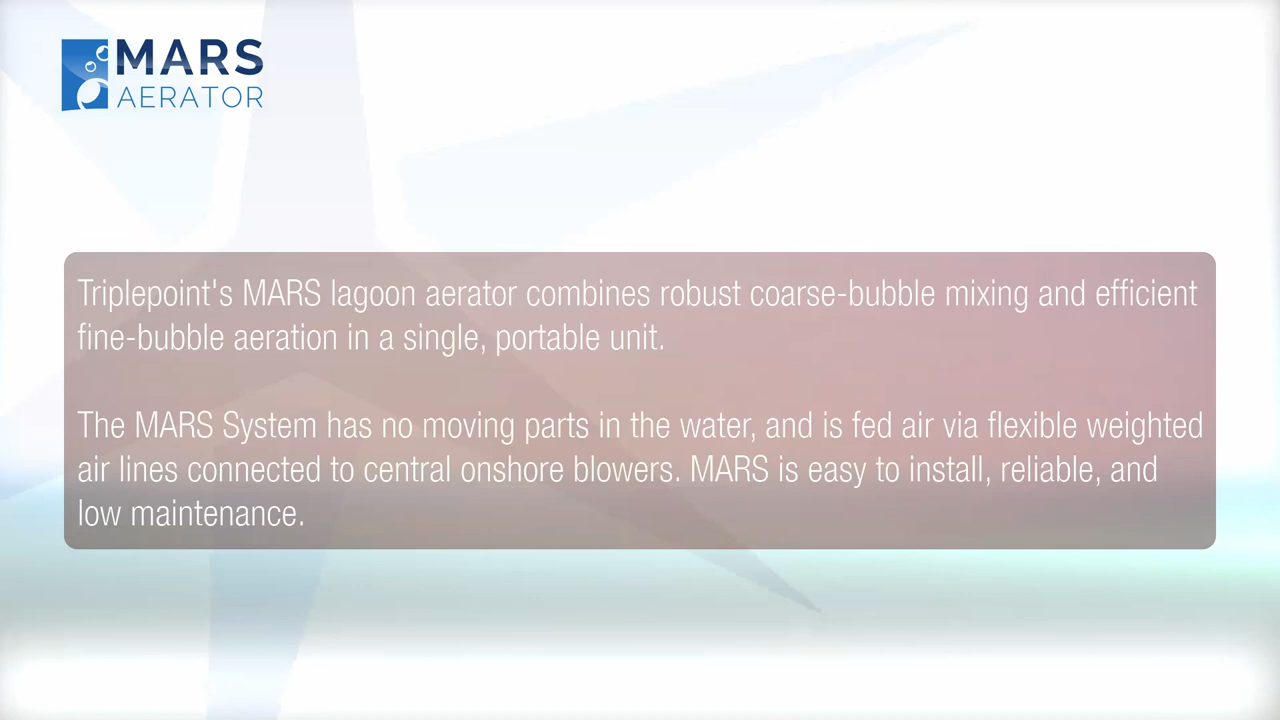 MARS
AERATOR
Triplepoint's MARS lagoon aerator combines robust coarse-bubble mixing and efficient
fine-bubble aeration in a single, portable unit.
The MARS System has no moving parts in the water, and is fed air via flexible weighted
air lines connected to central onshore blowers. MARS is easy to install, reliable, and
low maintenance.